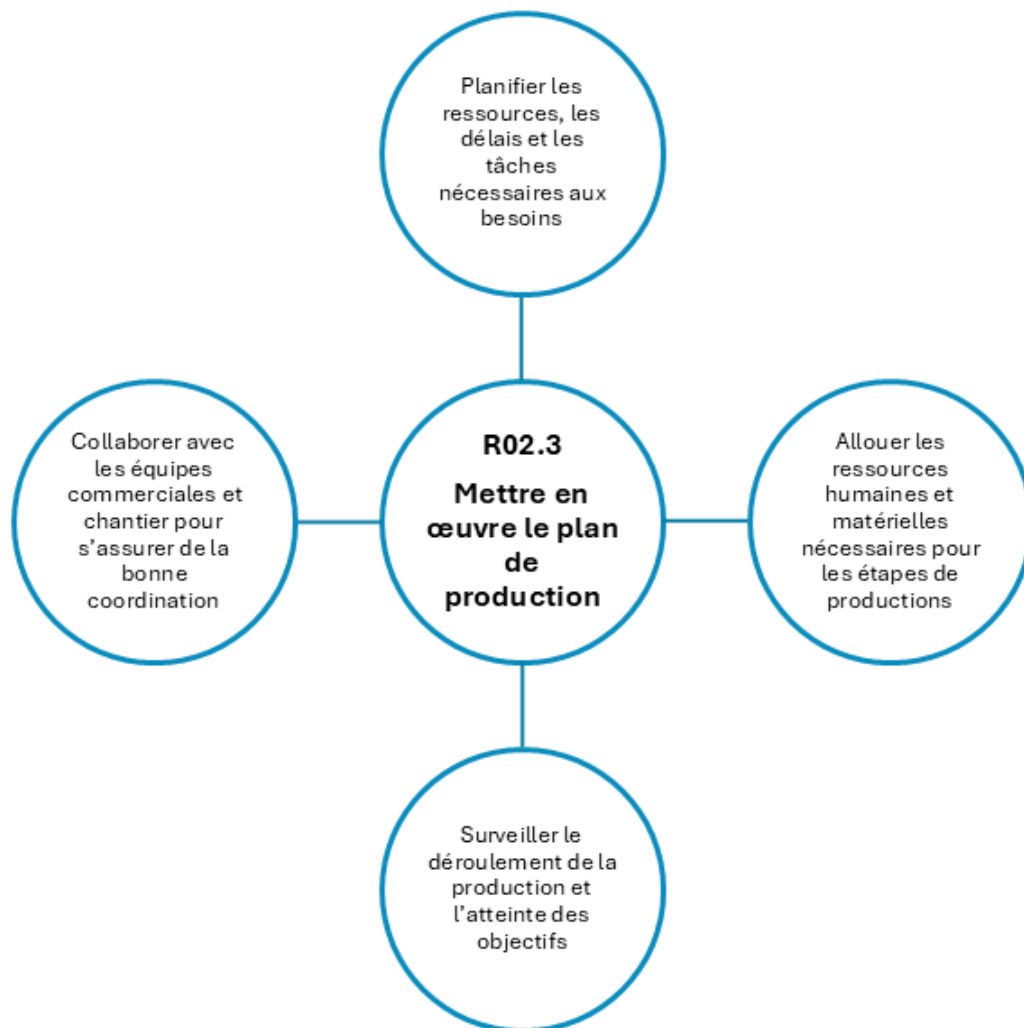 Planifier les
ressources, les
délais et les
tâches
nécessaires aux
besoins
Collaborer avec
les équipes
commerciales et
chantier pour
s'assurer de la
bonne
coordination
R02.3
Mettre en
œuvre le plan
de
production
Allouer les
ressources
humaines et
matérielles
nécessaires pour
les étapes de
productions
Surveiller le
déroulement de la
production et
l'atteinte des
objectifs